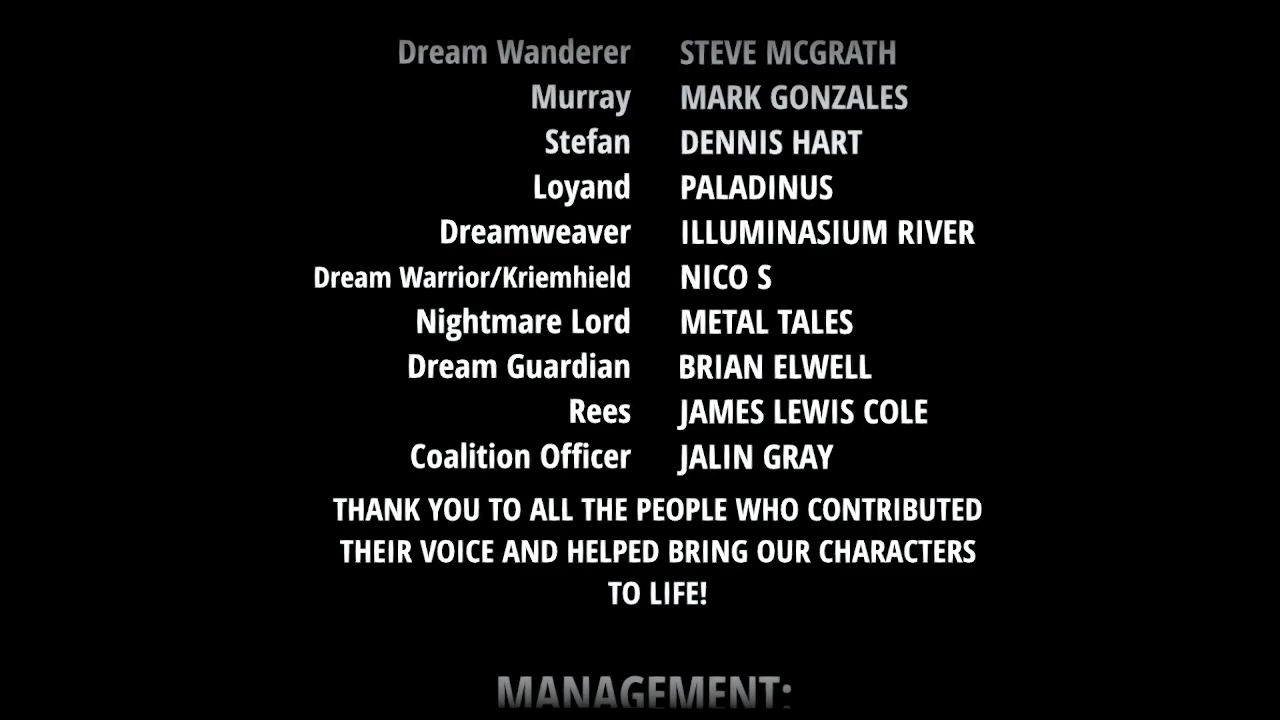 Dream Wanderer STEVE MCGRATH
Murray MARK GONZALES
Stefan DENNIS HART
Loyand PALADINUS
Dreamweaver ILLUMINASIUM RIVER
Dream Warrior/Kriemhield NICO S
Nightmare Lord METAL TALES
Dream Guardian BRIAN ELWELL
Rees JAMES LEWIS COLE
Coalition Officer JALIN GRAY
THANK YOU TO ALL THE PEOPLE WHO CONTRIBUTED
THEIR VOICE AND HELPED BRING OUR CHARACTERS
TO LIFE!
MANAGEMENT: